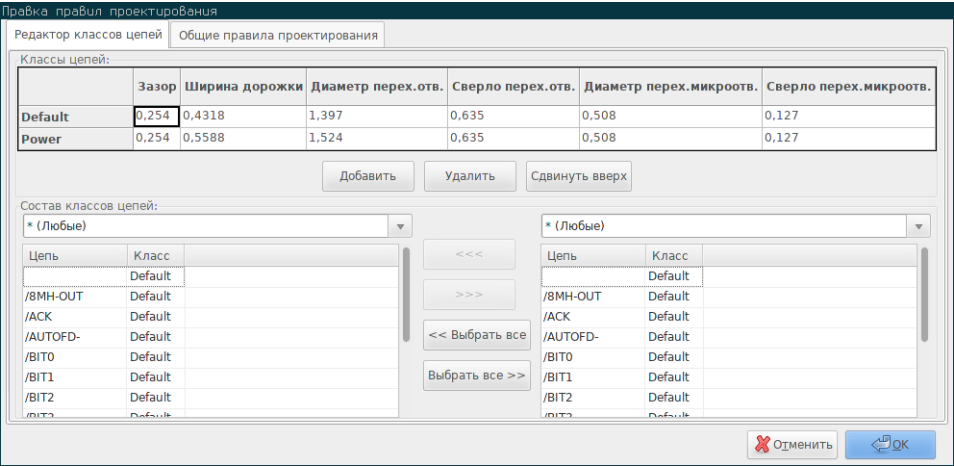 Правка правил проектирования
Редактор классов цепей Общие правила проектирования
Классы цепей:
Зазор Ширина дорожки Диаметр перех.отв. Сверло перех.отв. Диаметр перех.микроотв. Сверло перех.микроотв.
Default 0,254 0,4318 1,397 0,635 0,508 0,127
Power 0,254 0,5588 1,524 0,635 0,508 0,127
Добавить Удалить Сдвинуть вверх
Состав классов цепей:
* (Любые) * (Любые)
Цепь Класс <<< Цепь Класс
Default Default
/8MH-OUT Default >>> /8MH-OUT Default
/ACK Default /ACK Default
/AUTOFD- Default << Выбрать все /AUTOFD- Default
/BIT0 Default /BIT0 Default
/BIT1 Default Выбрать все >> /BIT1 Default
/BIT2 Default /BIT2 Default
Default Default
Отменить OK